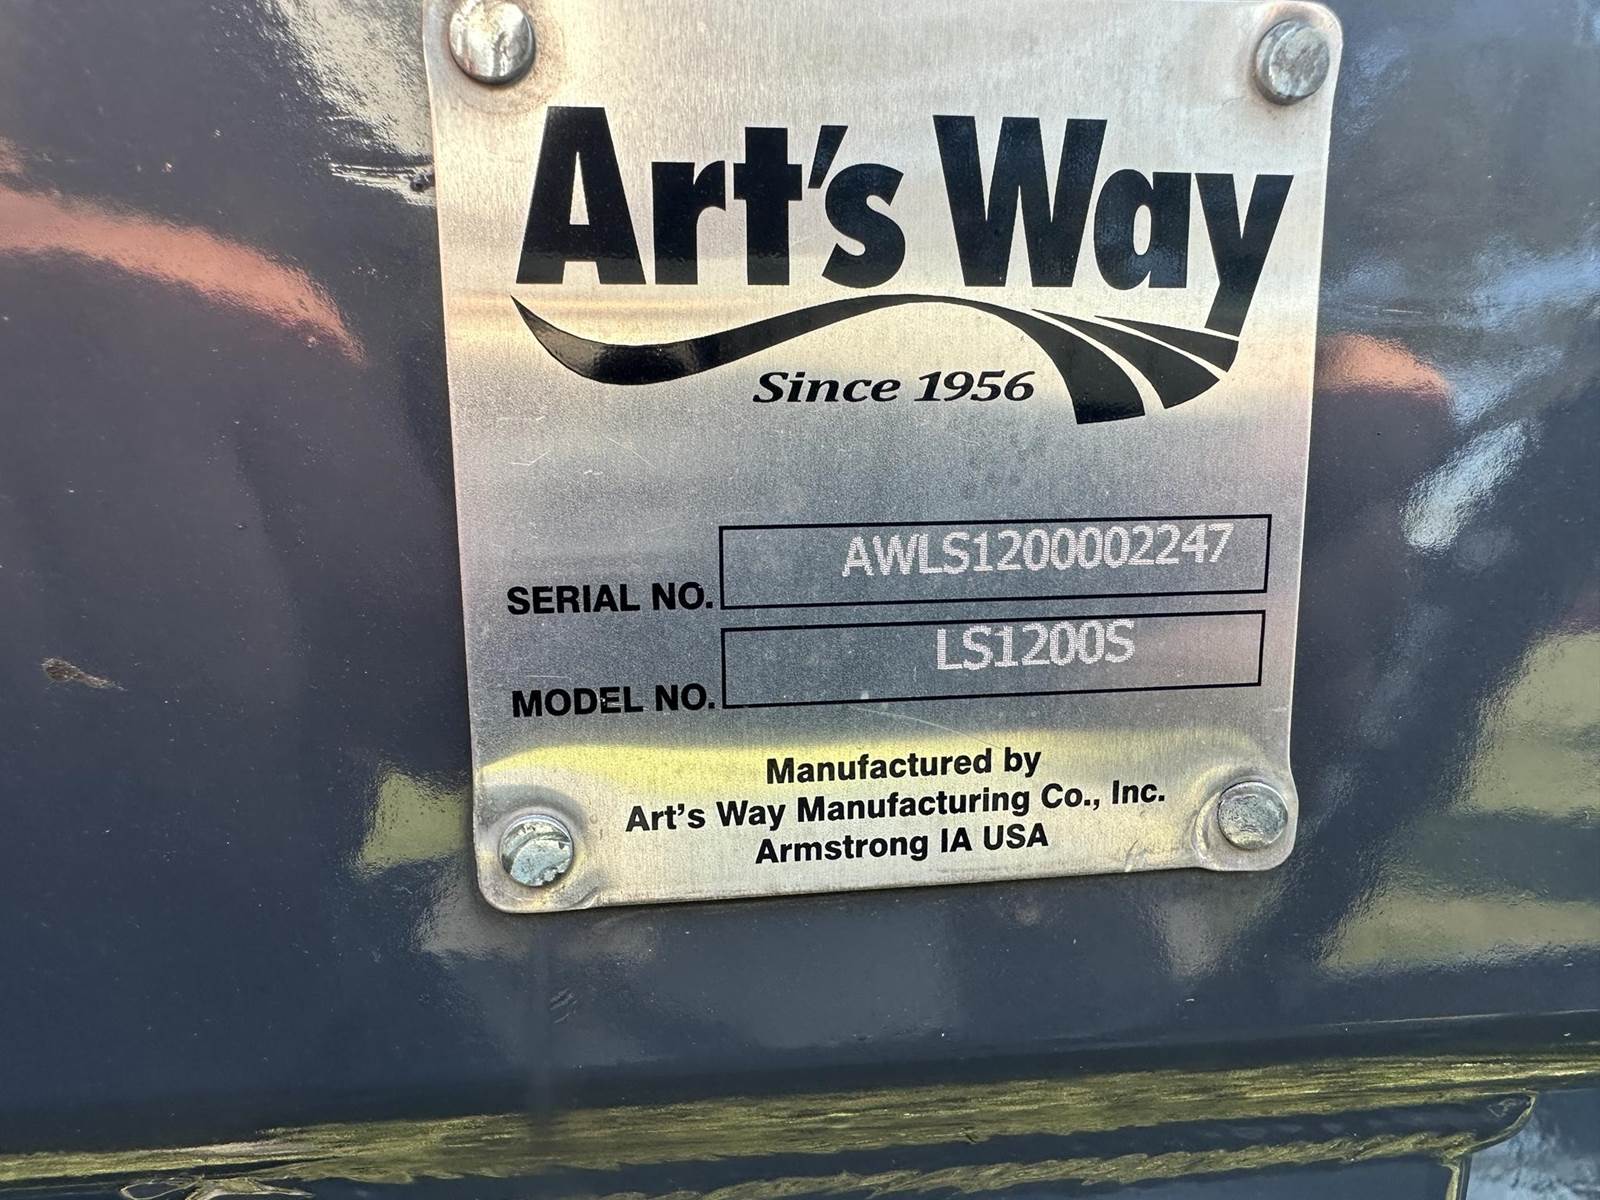 Art's Way
Since 1956
SERIAL NO. AWLS1200002247
MODEL NO. LS1200S
Manufactured by
Art's Way Manufacturing Co., Inc.
Armstrong IA USA